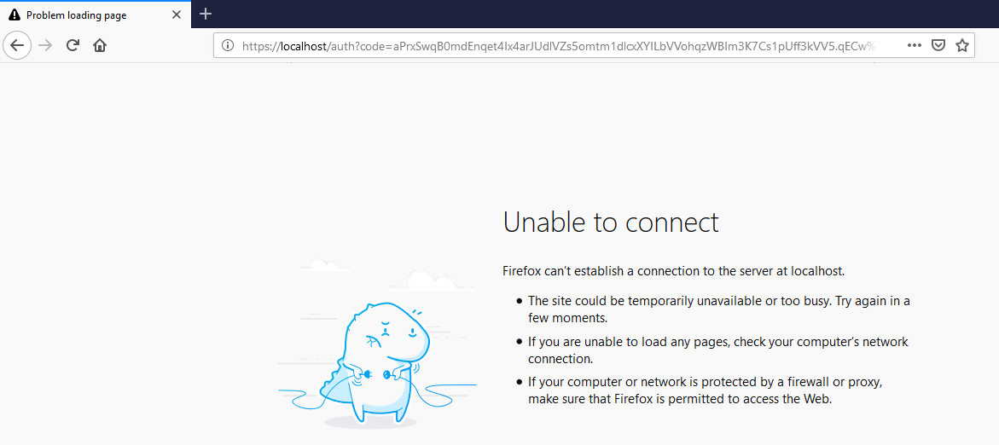 Problem loading page
https://localhost/auth?code=aPrxSwqB0mdEnqet4Ix4arJUdlVZs5omtm1dlcxXYILbVVohqzWBIm3K7Cs1pUff3kVV5.qECw%
Unable to connect
Firefox can’t establish a connection to the server at localhost.
The site could be temporarily unavailable or too busy. Try again in a
few moments.
If you are unable to load any pages, check your computer’s network
connection.
If your computer or network is protected by a firewall or proxy,
make sure that Firefox is permitted to access the Web.